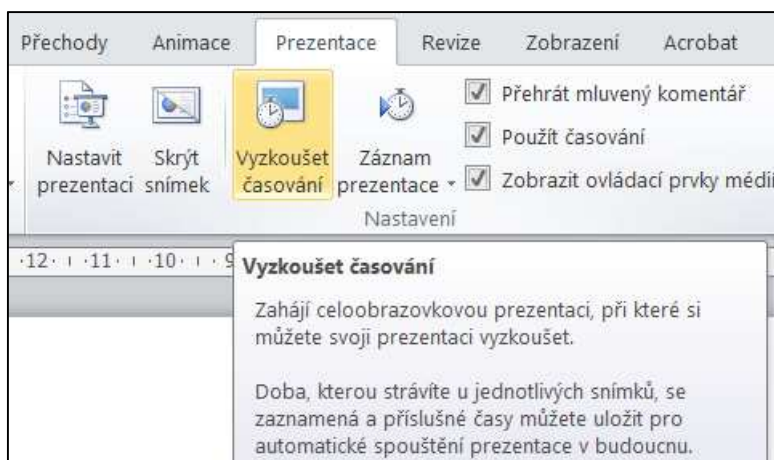 Přechody Animace Prezentace Revize Zobrazení Acrobat
Nastavit prezentaci
Skrýt snímek
Vyzkoušet časování
Záznam prezentace
Přehrát mluvený komentář
Použít časování
Zobrazit ovládací prvky médií
Nastavení
·12· ı ·11· ı ·10· ı · 9
Vyzkoušet časování
Zahájí celoobrazovkovou prezentaci, při které si
můžete svoji prezentaci vyzkoušet.
Doba, kterou strávíte u jednotlivých snímků, se
zaznamená a příslušné časy můžete uložit pro
automatické spouštění prezentace v budoucnu.